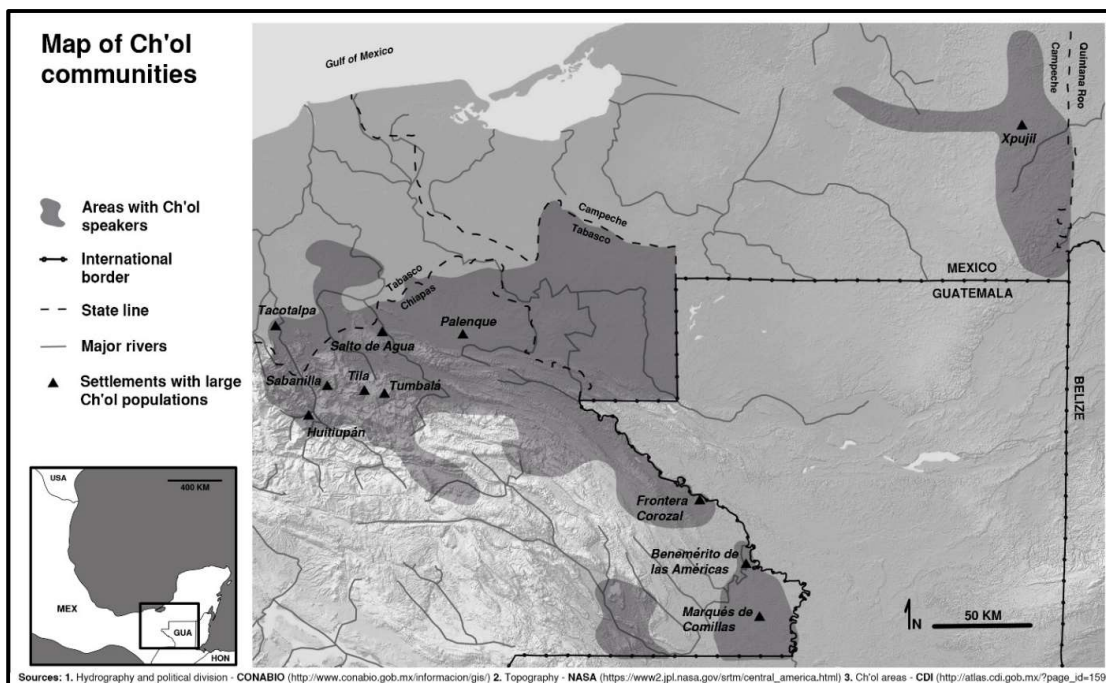 Map of Ch'ol
communities
Areas with Ch'ol
speakers
International
border
State line
Major rivers
Settlements with large
Ch'ol populations
USA
400 KM
MEX
GUA
HON
Gulf of Mexico
Campeche
Quintana Roo
Xpujil
Campeche
Tabasco
MEXICO
GUATEMALA
Tabasco
Chiapas
Tacotalpa
Salto de Agua
Palenque
Sabanilla
Tila
Tumbalá
Huitiupán
BELIZE
Frontera
Corozal
Benemérito de
las Américas
Marqués de
Comillas
N
50 KM
Sources: 1. Hydrography and political division - CONABIO (http://www.conabio.gob.mx/informacion/gis/) 2. Topography - NASA (https://www2.jpl.nasa.gov/srtm/central_america.html) 3. Ch'ol areas - CDI (http://atlas.cdi.gob.mx/?page_id=159